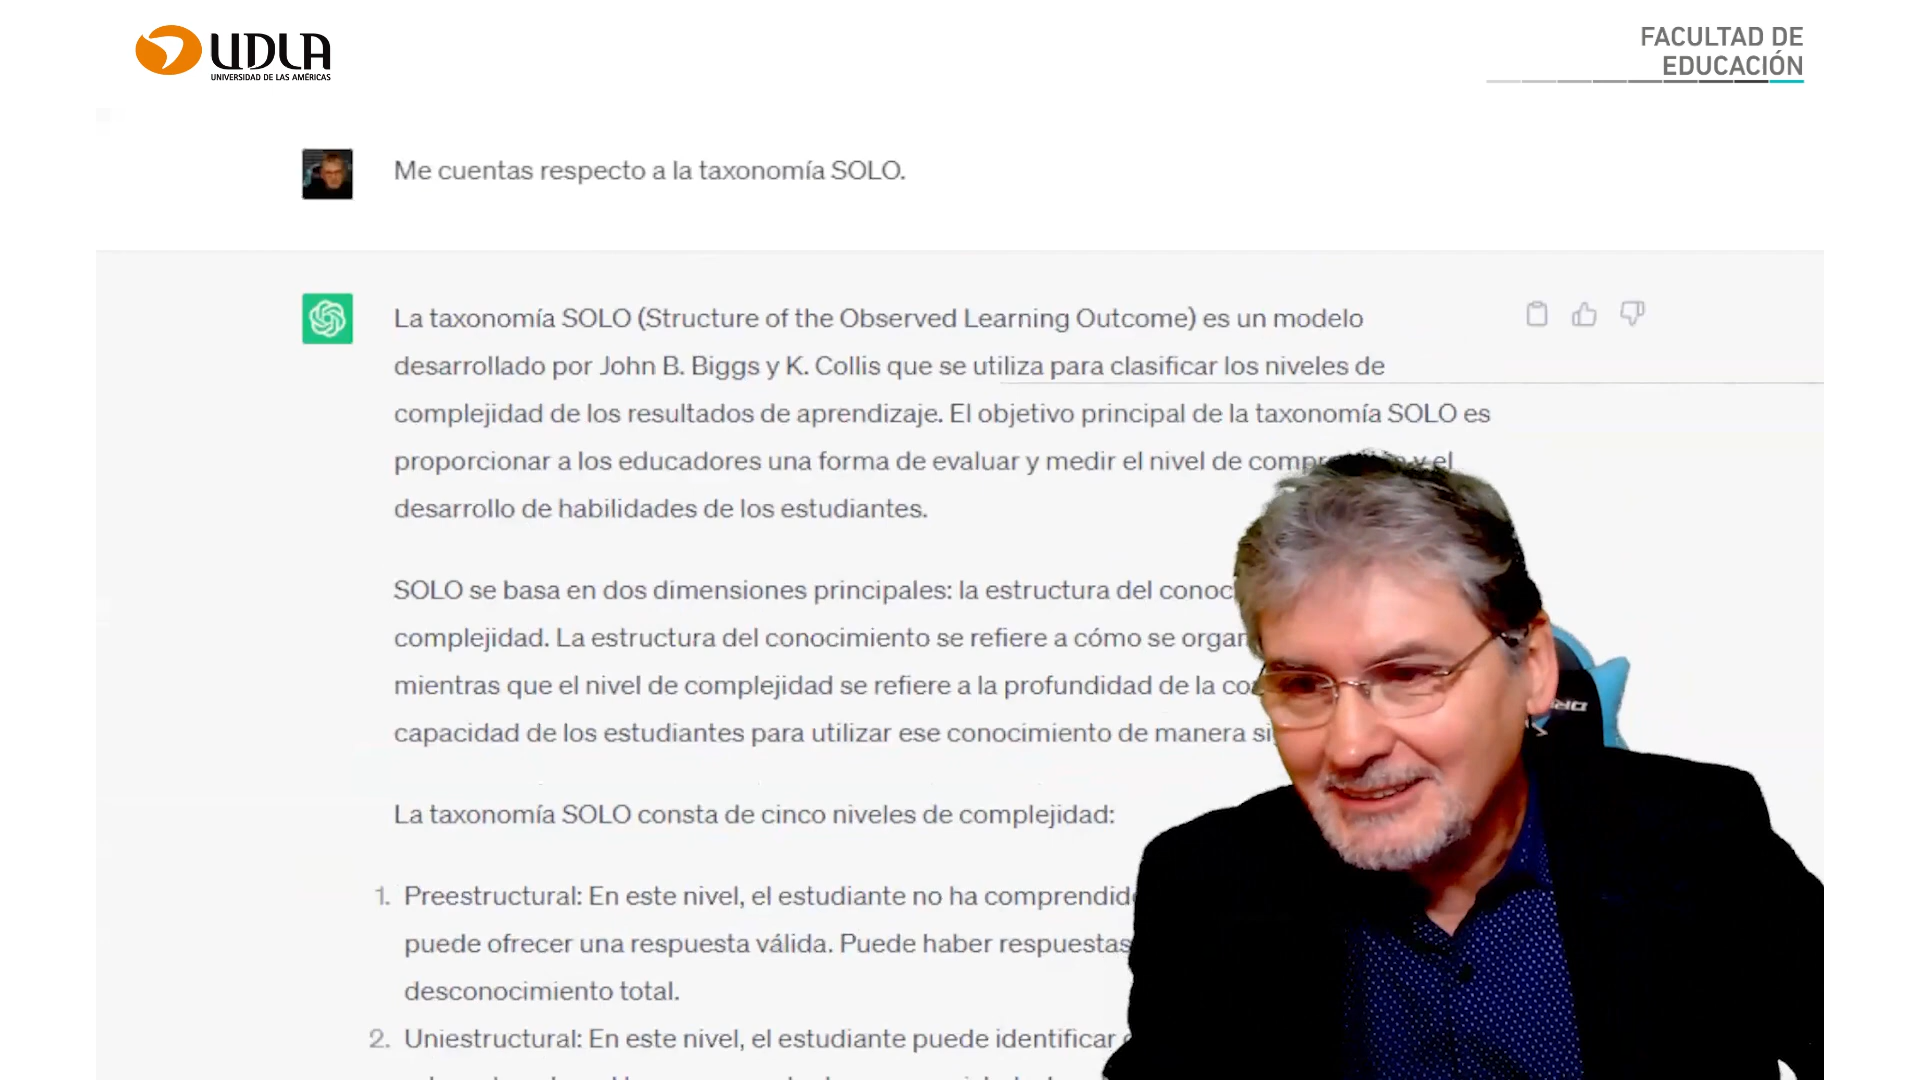 UDLA
UNIVERSIDAD DE LAS AMÉRICAS
FACULTAD DE
EDUCACIÓN
Me cuentas respecto a la taxonomía SOLO.
La taxonomía SOLO (Structure of the Observed Learning Outcome) es un modelo
desarrollado por John B. Biggs y K. Collis que se utiliza para clasificar los niveles de
complejidad de los resultados de aprendizaje. El objetivo principal de la taxonomía SOLO es
proporcionar a los educadores una forma de evaluar y medir el nivel de y el
desarrollo de habilidades de los estudiantes.
SOLO se basa en dos dimensiones principales: la estructura del
complejidad. La estructura del conocimiento se refiere a cómo se
mientras que el nivel de complejidad se refiere a la profundidad de la
capacidad de los estudiantes para utilizar ese conocimiento de manera
La taxonomía SOLO consta de cinco niveles de complejidad:
1. Preestructural: En este nivel, el estudiante no ha
puede ofrecer una respuesta válida. Puede haber respuestas
desconocimiento total.
2. Uniestructural: En este nivel, el estudiante puede identificar